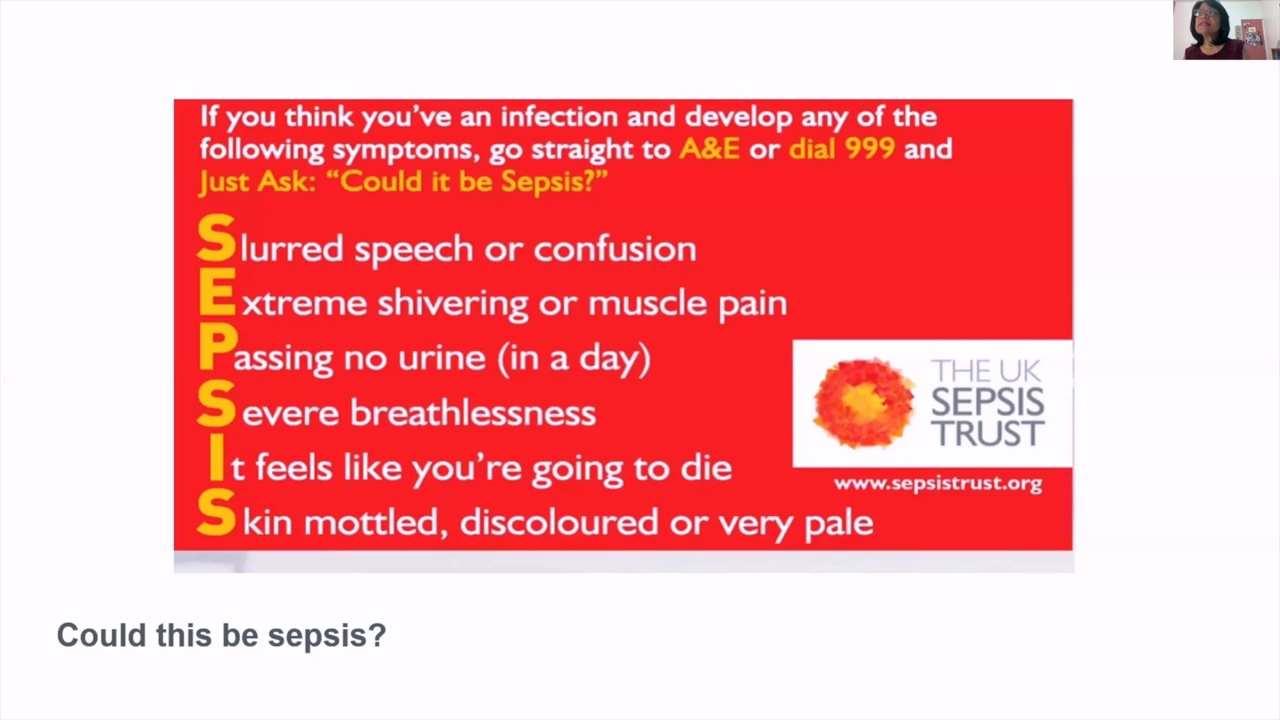 If you think you've an infection and develop any of the
following symptoms, go straight to A&E or dial 999 and
Just Ask: “Could it be Sepsis?”
Slurred speech or confusion
Extreme shivering or muscle pain
Passing no urine (in a day)
Severe breathlessness
It feels like you're going to die
Skin mottled, discoloured or very pale
THE UK
SEPSIS
TRUST
www.sepsistrust.org
Could this be sepsis?